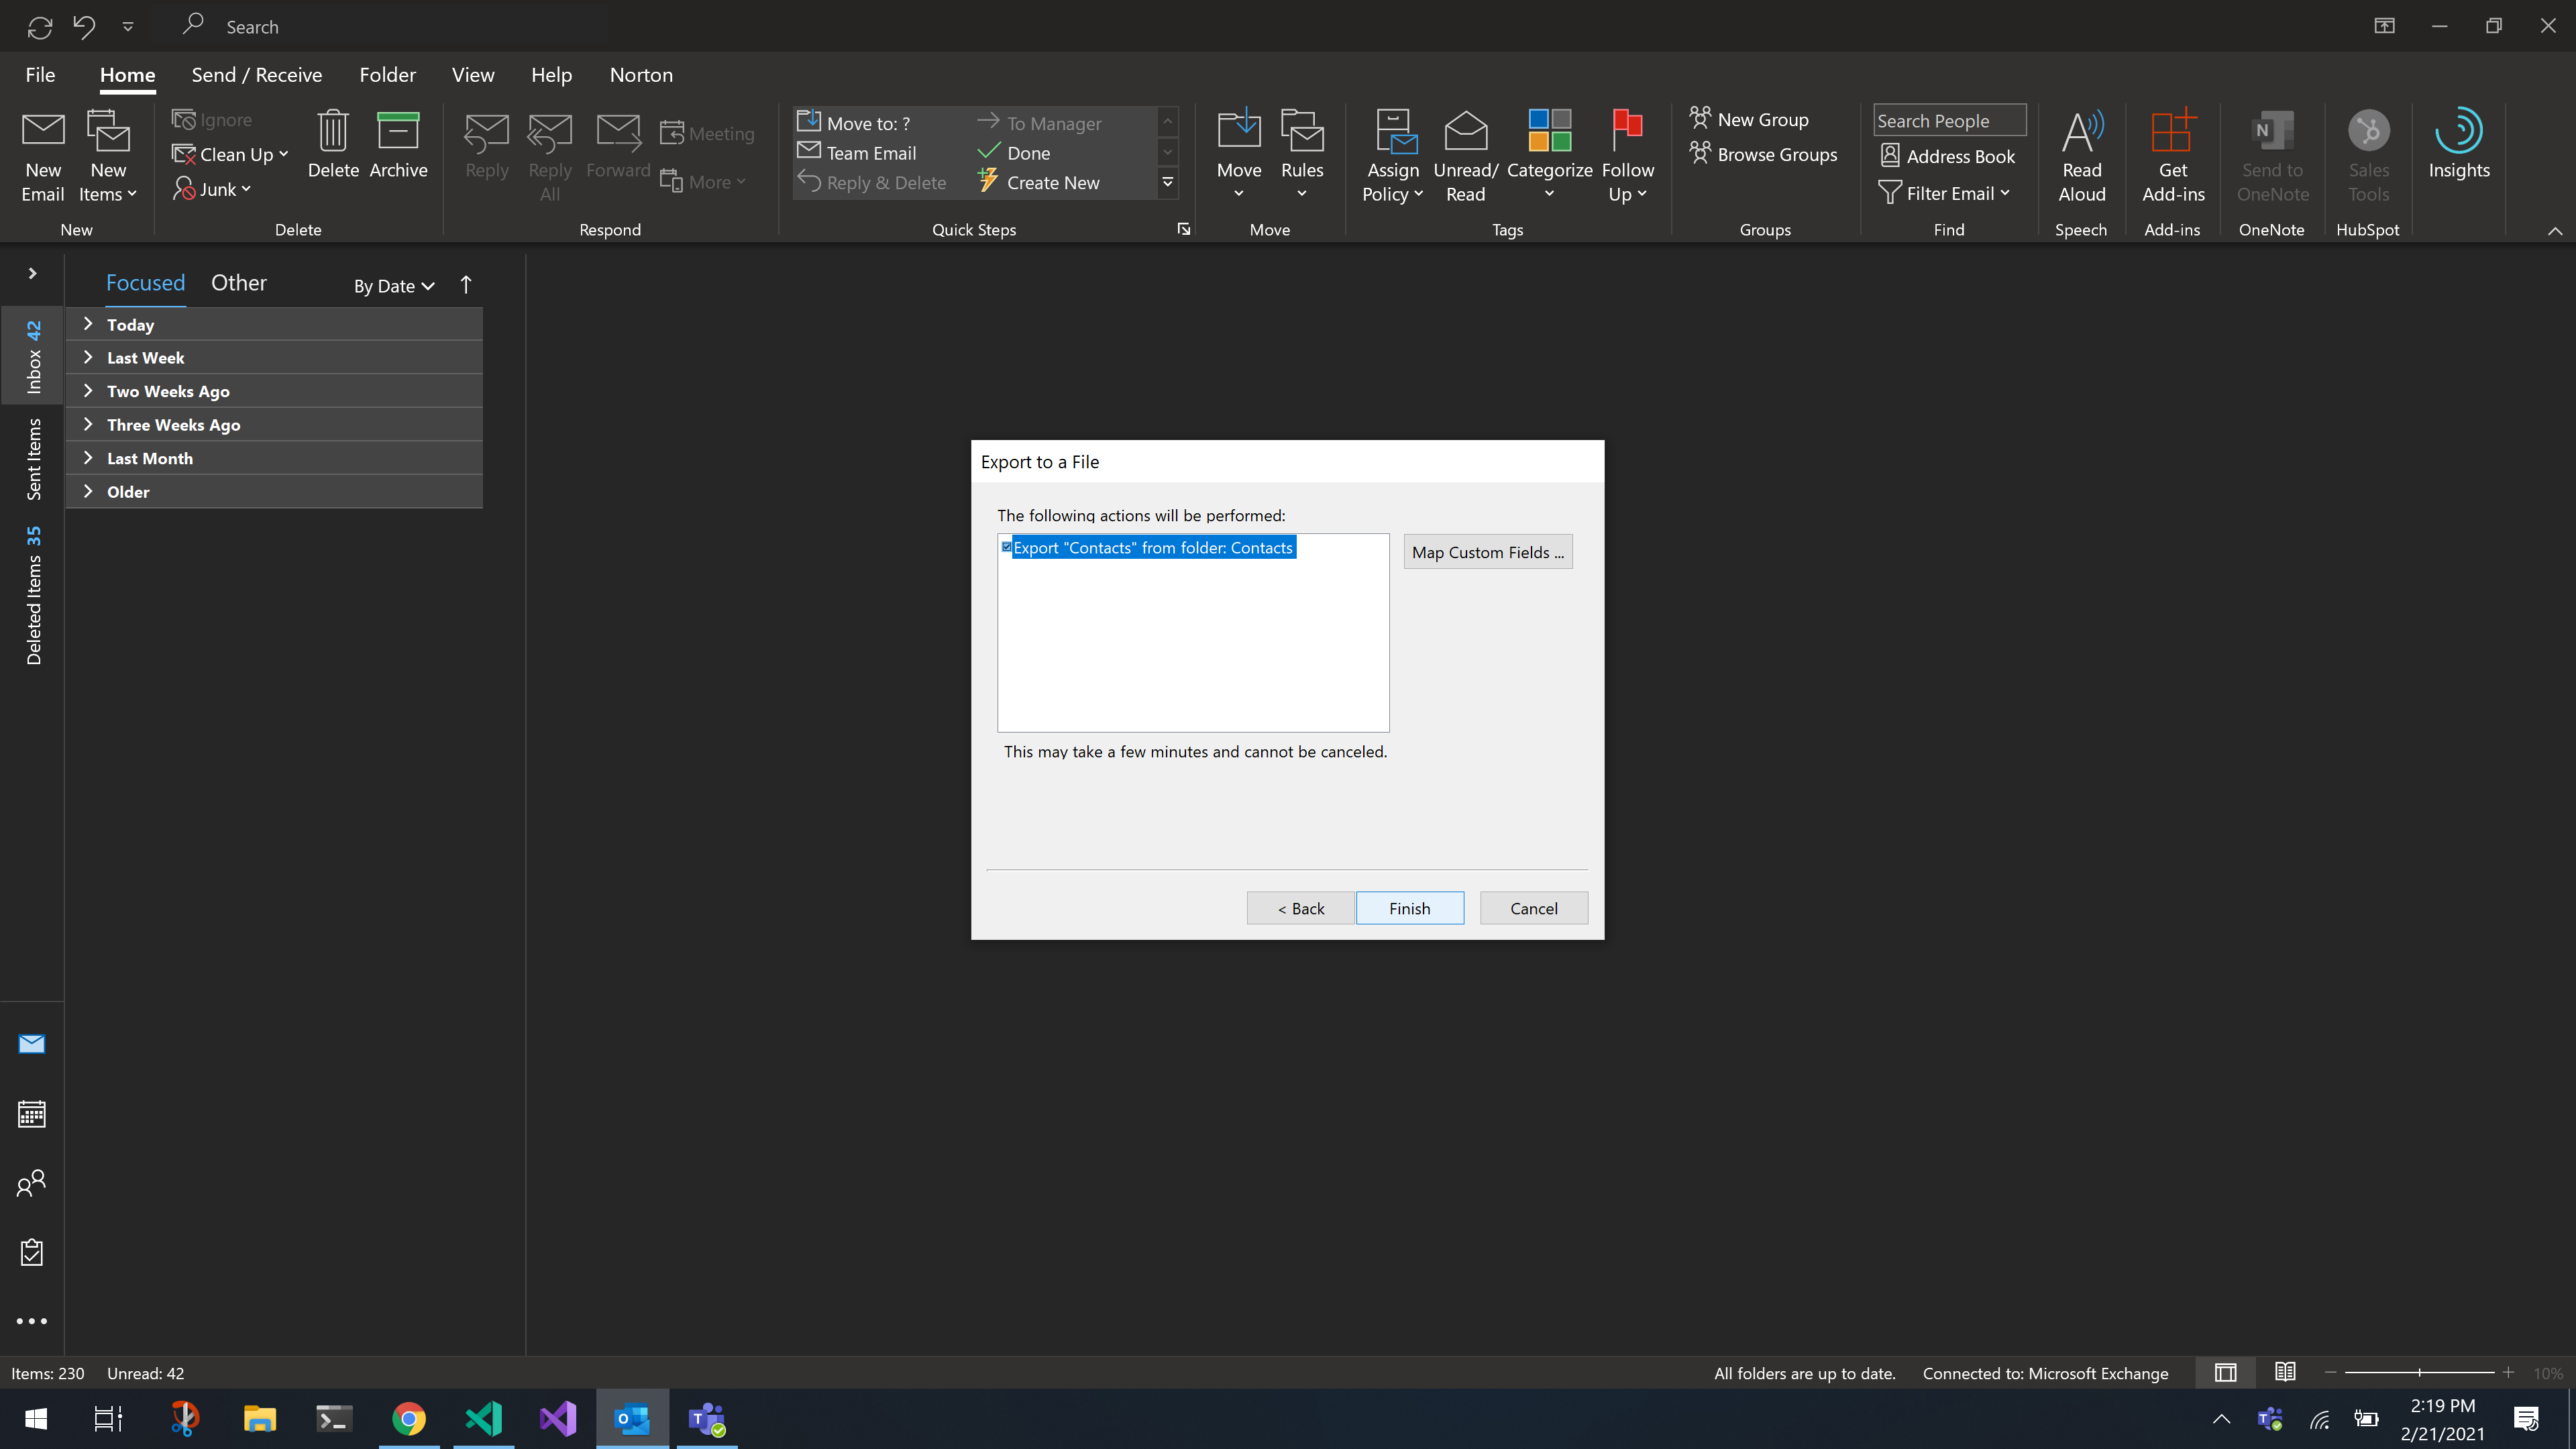 Search
File Home Send / Receive Folder View Help Norton
New Email
New Items
New
Ignore
Clean Up
Junk
Delete
Archive
Delete
Reply
Reply All
Forward
Meeting
More
Respond
Move to: ?
Team Email
Reply & Delete
To Manager
Done
Create New
Quick Steps
Move
Rules
Move
Assign Policy
Unread/ Read
Categorize
Follow Up
Tags
New Group
Browse Groups
Groups
Search People
Address Book
Filter Email
Find
Read Aloud
Speech
Get Add-ins
Add-ins
Send to OneNote
OneNote
Sales Tools
HubSpot
Insights
Focused Other By Date
Today
Last Week
Two Weeks Ago
Three Weeks Ago
Last Month
Older
Inbox 42
Sent Items
Deleted Items 35
Export to a File
The following actions will be performed:
Export "Contacts" from folder: Contacts
Map Custom Fields ...
This may take a few minutes and cannot be canceled.
< Back Finish Cancel
Items: 230 Unread: 42 All folders are up to date. Connected to: Microsoft Exchange 10%
2:19 PM
2/21/2021